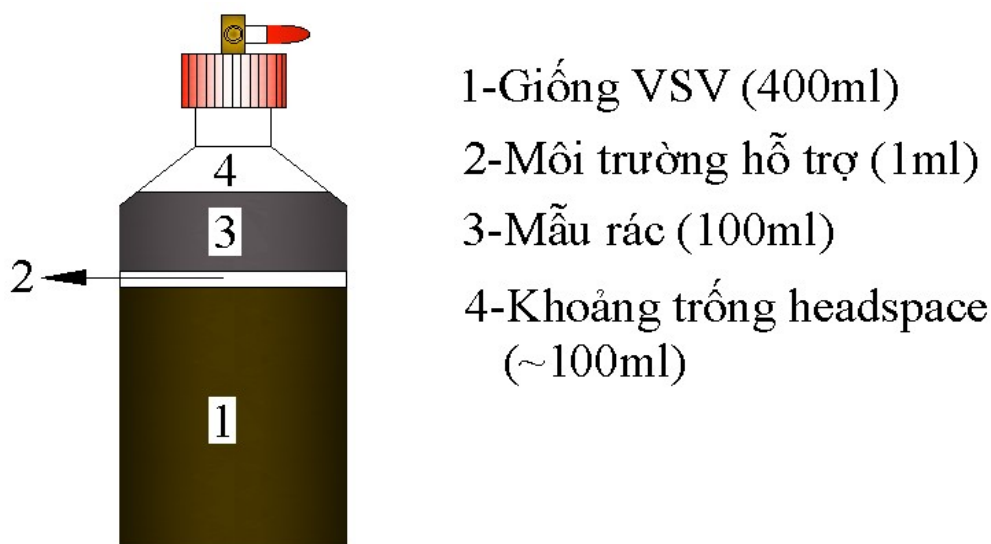 1-Giống VSV (400ml)
2-Môi trường hỗ trợ (1ml)
3-Mẫu rác (100ml)
4-Khoảng trống headspace
(~100ml)
4
3
2
1